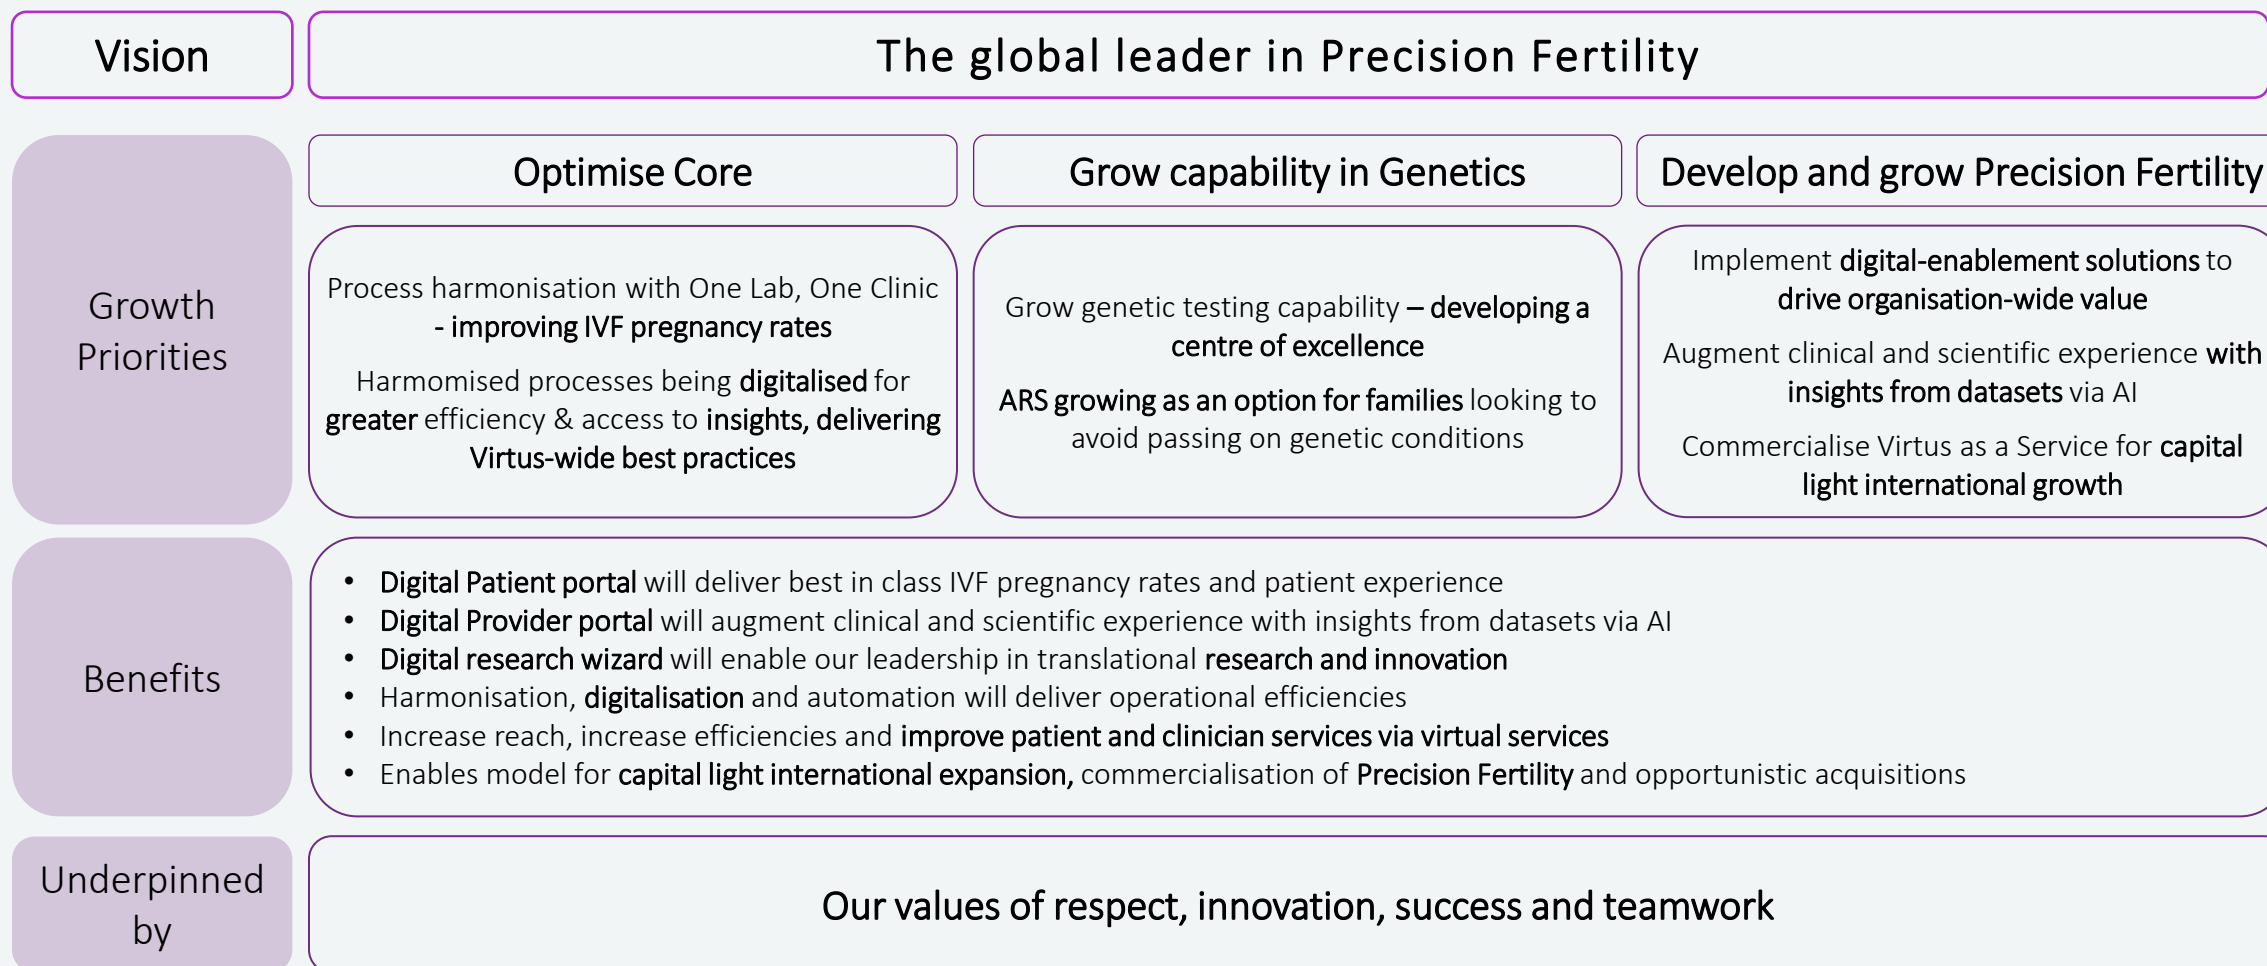 Vision
The global leader in Precision Fertility
Growth
Priorities
Optimise Core
Process harmonisation with One Lab, One Clinic
- improving IVF pregnancy rates
Harmomised processes being digitalised for
greater efficiency & access to insights, delivering
Virtus-wide best practices
Grow capability in Genetics
Grow genetic testing capability – developing a
centre of excellence
ARS growing as an option for families looking to
avoid passing on genetic conditions
Develop and grow Precision Fertility
Implement digital-enablement solutions to
drive organisation-wide value
Augment clinical and scientific experience with
insights from datasets via AI
Commercialise Virtus as a Service for capital
light international growth
Benefits
• Digital Patient portal will deliver best in class IVF pregnancy rates and patient experience
• Digital Provider portal will augment clinical and scientific experience with insights from datasets via AI
• Digital research wizard will enable our leadership in translational research and innovation
• Harmonisation, digitalisation and automation will deliver operational efficiencies
• Increase reach, increase efficiencies and improve patient and clinician services via virtual services
• Enables model for capital light international expansion, commercialisation of Precision Fertility and opportunistic acquisitions
Underpinned
by
Our values of respect, innovation, success and teamwork